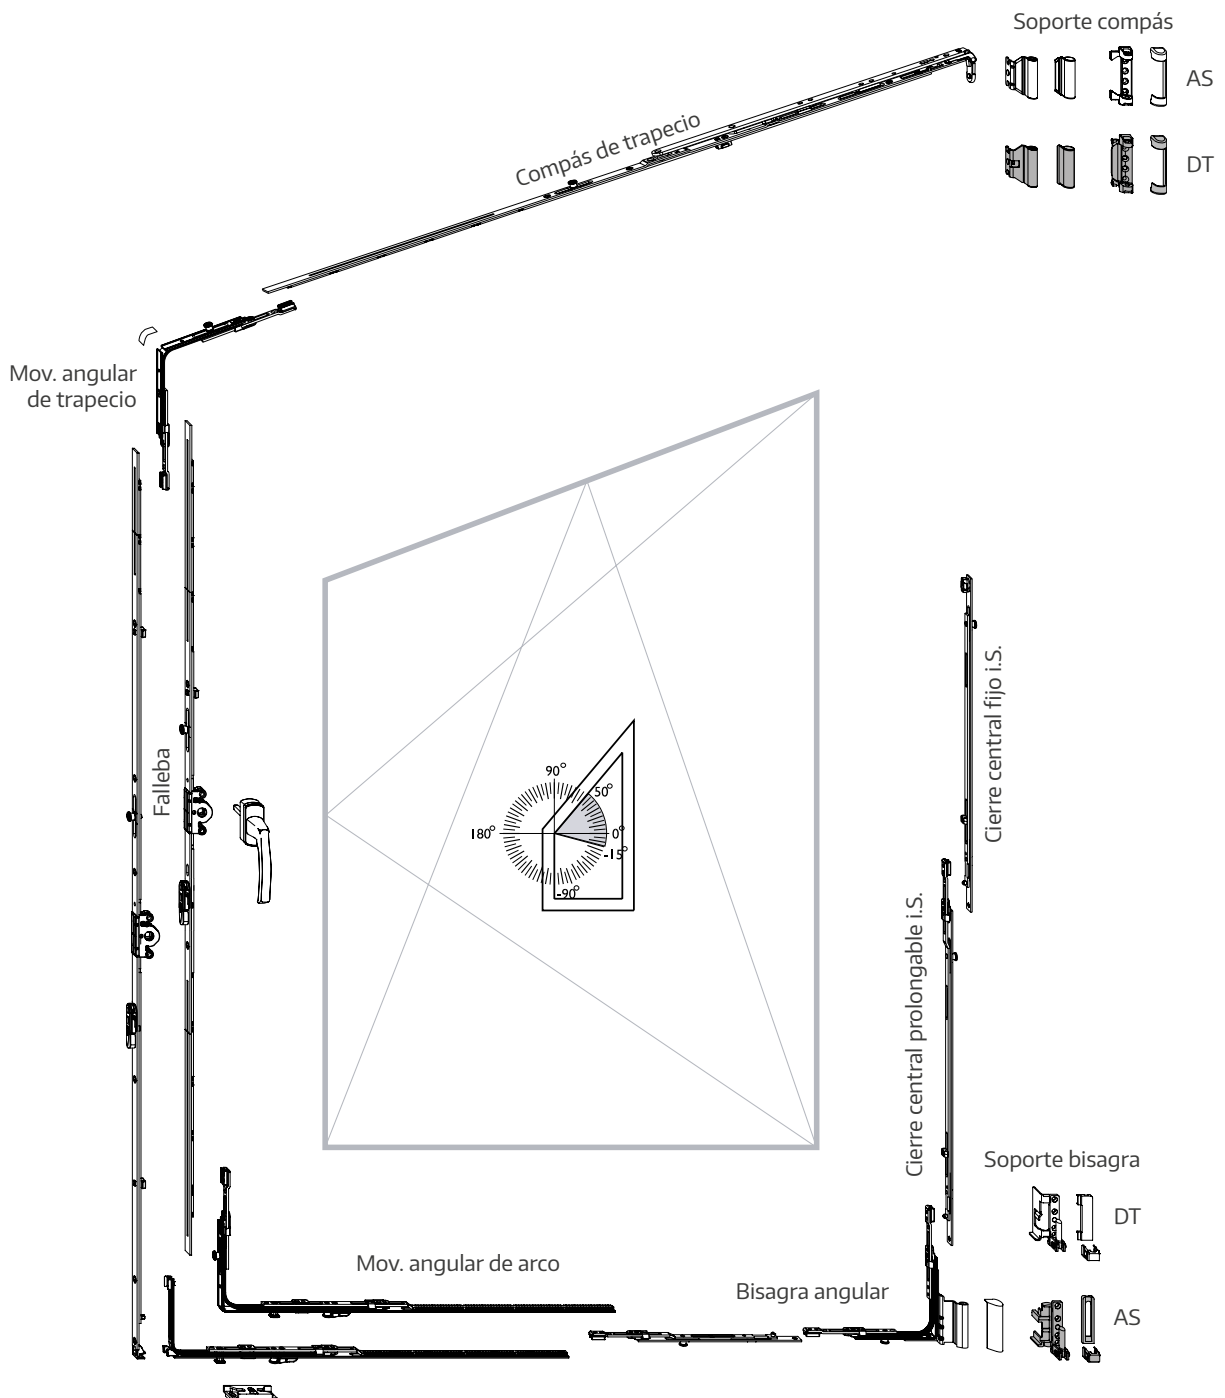 Soporte compás
AS
Compás de trapecio
DT
Mov. angular
de trapecio
Falleba
Cierre central fijo i.S.
90°
50°
180°
0°
-15°
-90°
Cierre central prolongable i.S.
Soporte bisagra
DT
Mov. angular de arco
Bisagra angular
AS